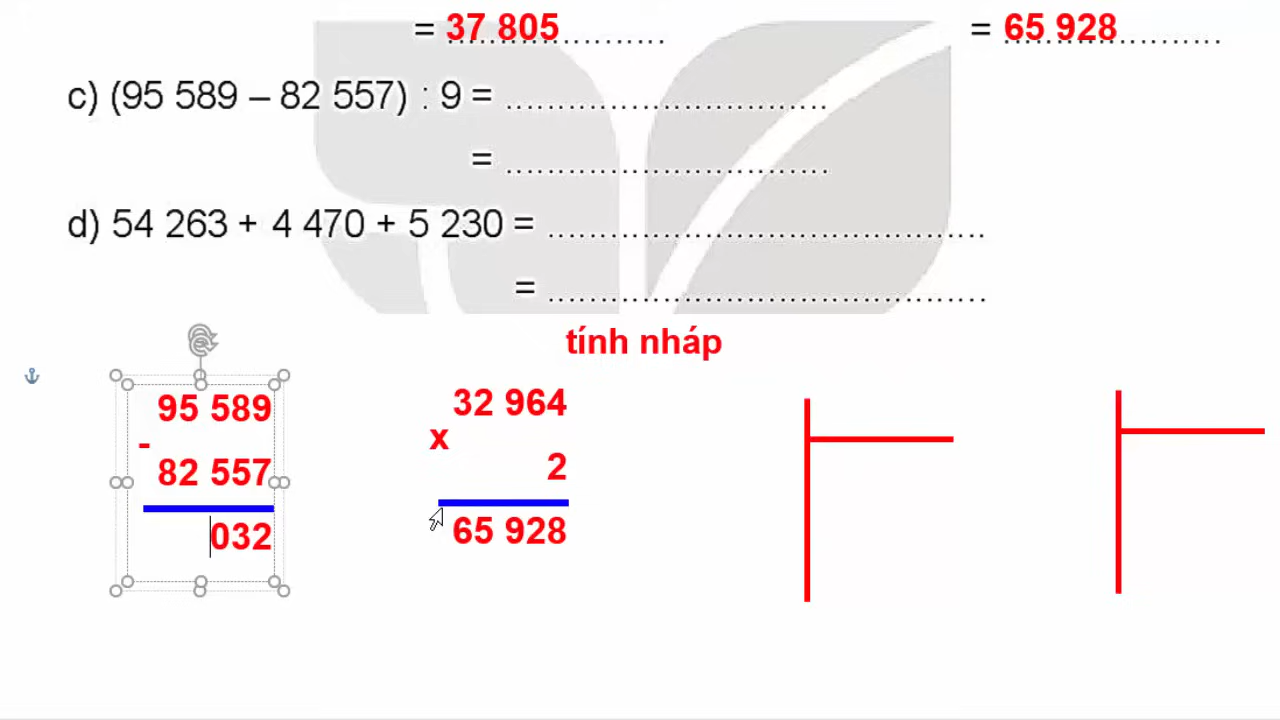 = 37 805.................... = 65 928....................
c) (95 589 – 82 557) : 9 = ..............................
= ..............................
d) 54 263 + 4 470 + 5 230 = ........................................
= ........................................
tính nháp
95 589
-
82 557
032
32 964
x
2
65 928